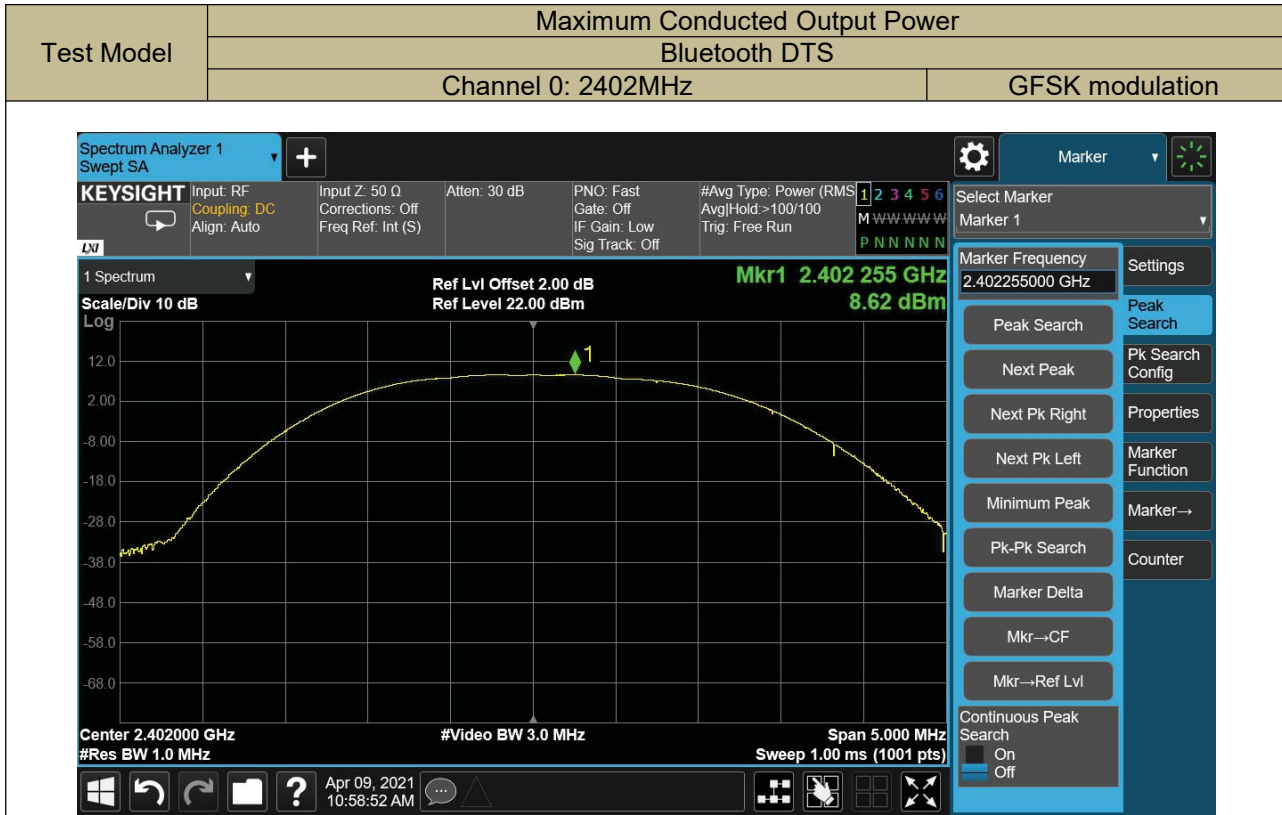 Test Model
Maximum Conducted Output Power
Bluetooth DTS
Channel 0: 2402MHz
GFSK modulation
Spectrum Analyzer 1
Swept SA
Marker
KEYSIGHT
LXI
Input: RF
Coupling: DC
Align: Auto
Input Z: 50 Ω
Corrections: Off
Freq Ref: Int (S)
Atten: 30 dB
PNO: Fast
Gate: Off
IF Gain: Low
Sig Track: Off
#Avg Type: Power (RMS
Avg|Hold:>100/100
Trig: Free Run
1 2 3 4 5 6
M W W W W W
P N N N N N
Select Marker
Marker 1
1 Spectrum
Scale/Div 10 dB
Log
Ref Lvl Offset 2.00 dB
Ref Level 22.00 dBm
Mkr1 2.402 255 GHz
8.62 dBm
1
12.0
2.00
-8.00
-18.0
-28.0
-38.0
-48.0
-58.0
-68.0
Center 2.402000 GHz
#Res BW 1.0 MHz
#Video BW 3.0 MHz
Span 5.000 MHz
Sweep 1.00 ms (1001 pts)
Marker Frequency
2.402255000 GHz
Peak Search
Next Peak
Next Pk Right
Next Pk Left
Minimum Peak
Pk-Pk Search
Marker Delta
Mkr→CF
Mkr→Ref Lvl
Continuous Peak
Search
On
Off
Settings
Peak
Search
Pk Search
Config
Properties
Marker
Function
Marker→
Counter
?
Apr 09, 2021
10:58:52 AM